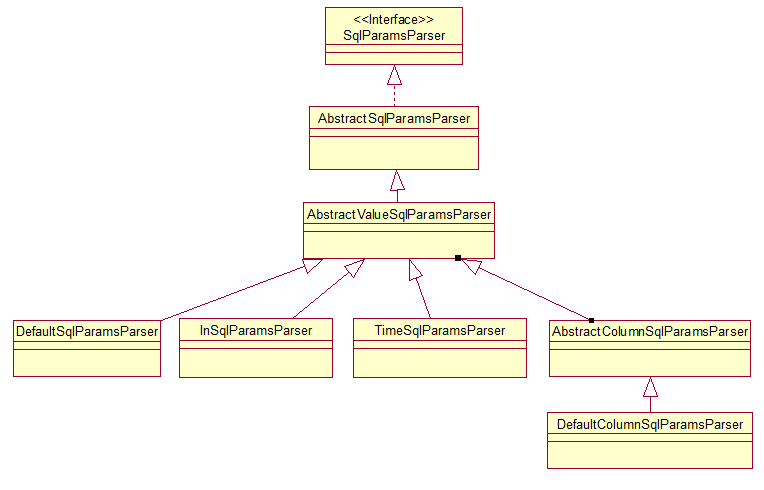 <<Interface>>
SqlParamsParser
AbstractSqlParamsParser
AbstractValueSqlParamsParser
DefaultSqlParamsParser
InSqlParamsParser
TimeSqlParamsParser
AbstractColumnSqlParamsParser
DefaultColumnSqlParamsParser